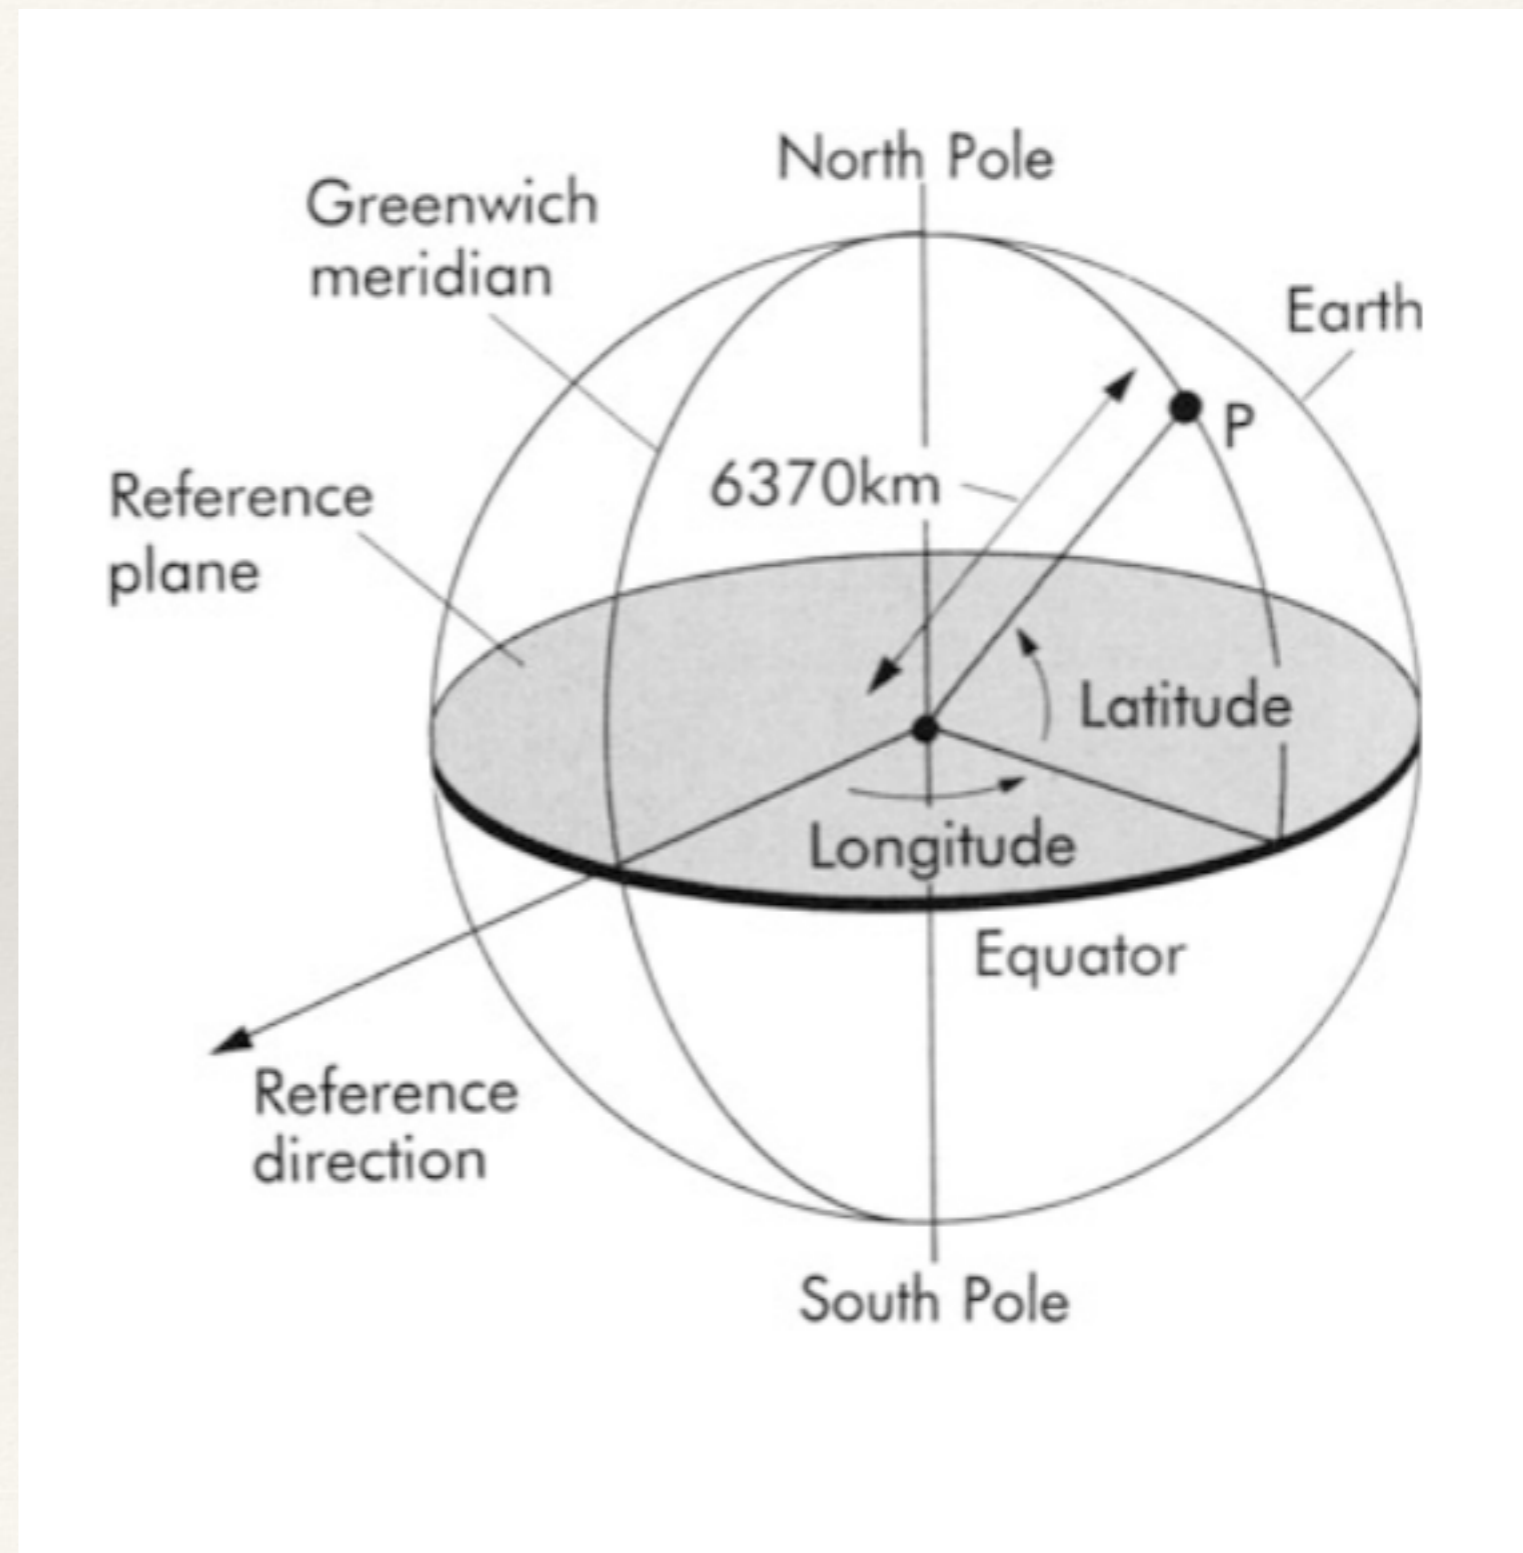 North Pole
Greenwich
meridian
Earth
P
6370km
Reference
plane
Latitude
Longitude
Equator
Reference
direction
South Pole